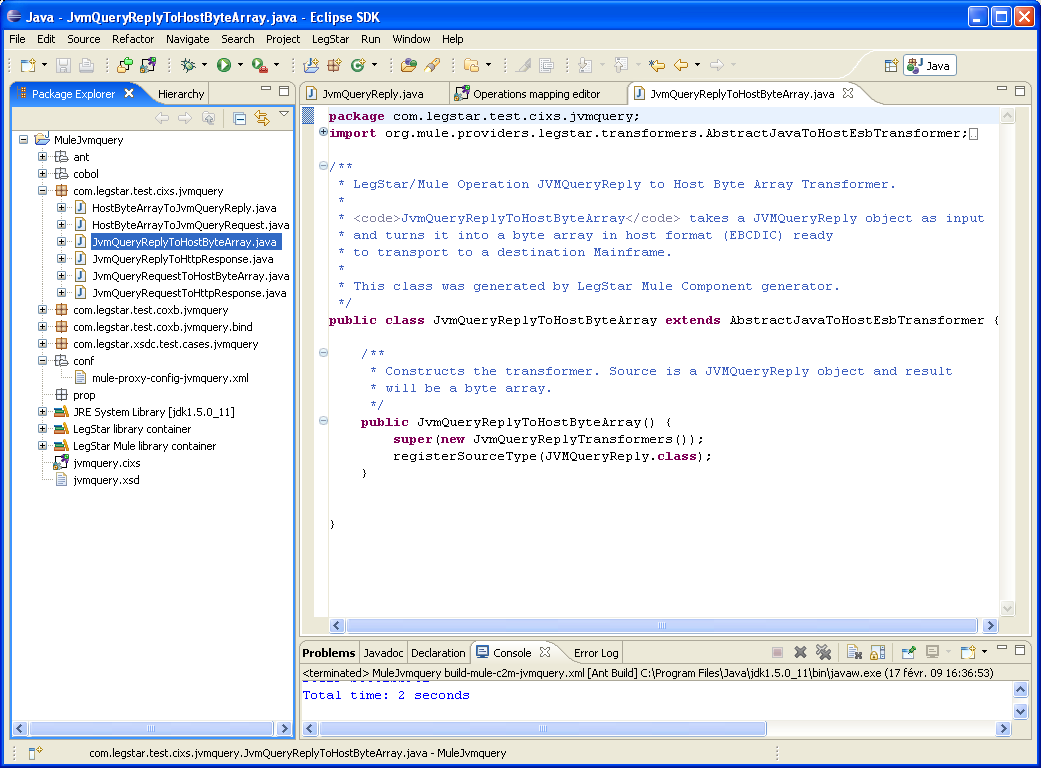 Java - JvmQueryReplyToHostByteArray.java - Eclipse SDK
File Edit Source Refactor Navigate Search Project LegStar Run Window Help
Java
Package Explorer
Hierarchy
MuleJvmquery
ant
cobol
com.legstar.test.cixs.jvmquery
HostByteArrayToJvmQueryReply.java
HostByteArrayToJvmQueryRequest.java
JvmQueryReplyToHostByteArray.java
JvmQueryReplyToHttpResponse.java
JvmQueryRequestToHostByteArray.java
JvmQueryRequestToHttpResponse.java
com.legstar.test.coxb.jvmquery
com.legstar.test.coxb.jvmquery.bind
com.legstar.xsdc.test.cases.jvmquery
conf
mule-proxy-config-jvmquery.xml
prop
JRE System Library [jdk1.5.0_11]
LegStar library container
LegStar Mule library container
jvmquery.cixs
jvmquery.xsd
JvmQueryReply.java
Operations mapping editor
JvmQueryReplyToHostByteArray.java
package com.legstar.test.cixs.jvmquery;
import org.mule.providers.legstar.transformers.AbstractJavaToHostEsbTransformer;
/**
* LegStar/Mule Operation JVMQueryReply to Host Byte Array Transformer.
*
* <code>JvmQueryReplyToHostByteArray</code> takes a JVMQueryReply object as input
* and turns it into a byte array in host format (EBCDIC) ready
* to transport to a destination Mainframe.
*
* This class was generated by LegStar Mule Component generator.
*/
public class JvmQueryReplyToHostByteArray extends AbstractJavaToHostEsbTransformer {
/**
* Constructs the transformer. Source is a JVMQueryReply object and result
* will be a byte array.
*/
public JvmQueryReplyToHostByteArray() {
super(new JvmQueryReplyTransformers());
registerSourceType(JVMQueryReply.class);
}
}
Problems Javadoc Declaration Console Error Log
<terminated> MuleJvmquery build-mule-c2m-jvmquery.xml [Ant Build] C:\Program Files\Java\jdk1.5.0_11\bin\javaw.exe (17 févr. 09 16:36:53)
Total time: 2 seconds
com.legstar.test.cixs.jvmquery.JvmQueryReplyToHostByteArray.java - MuleJvmquery